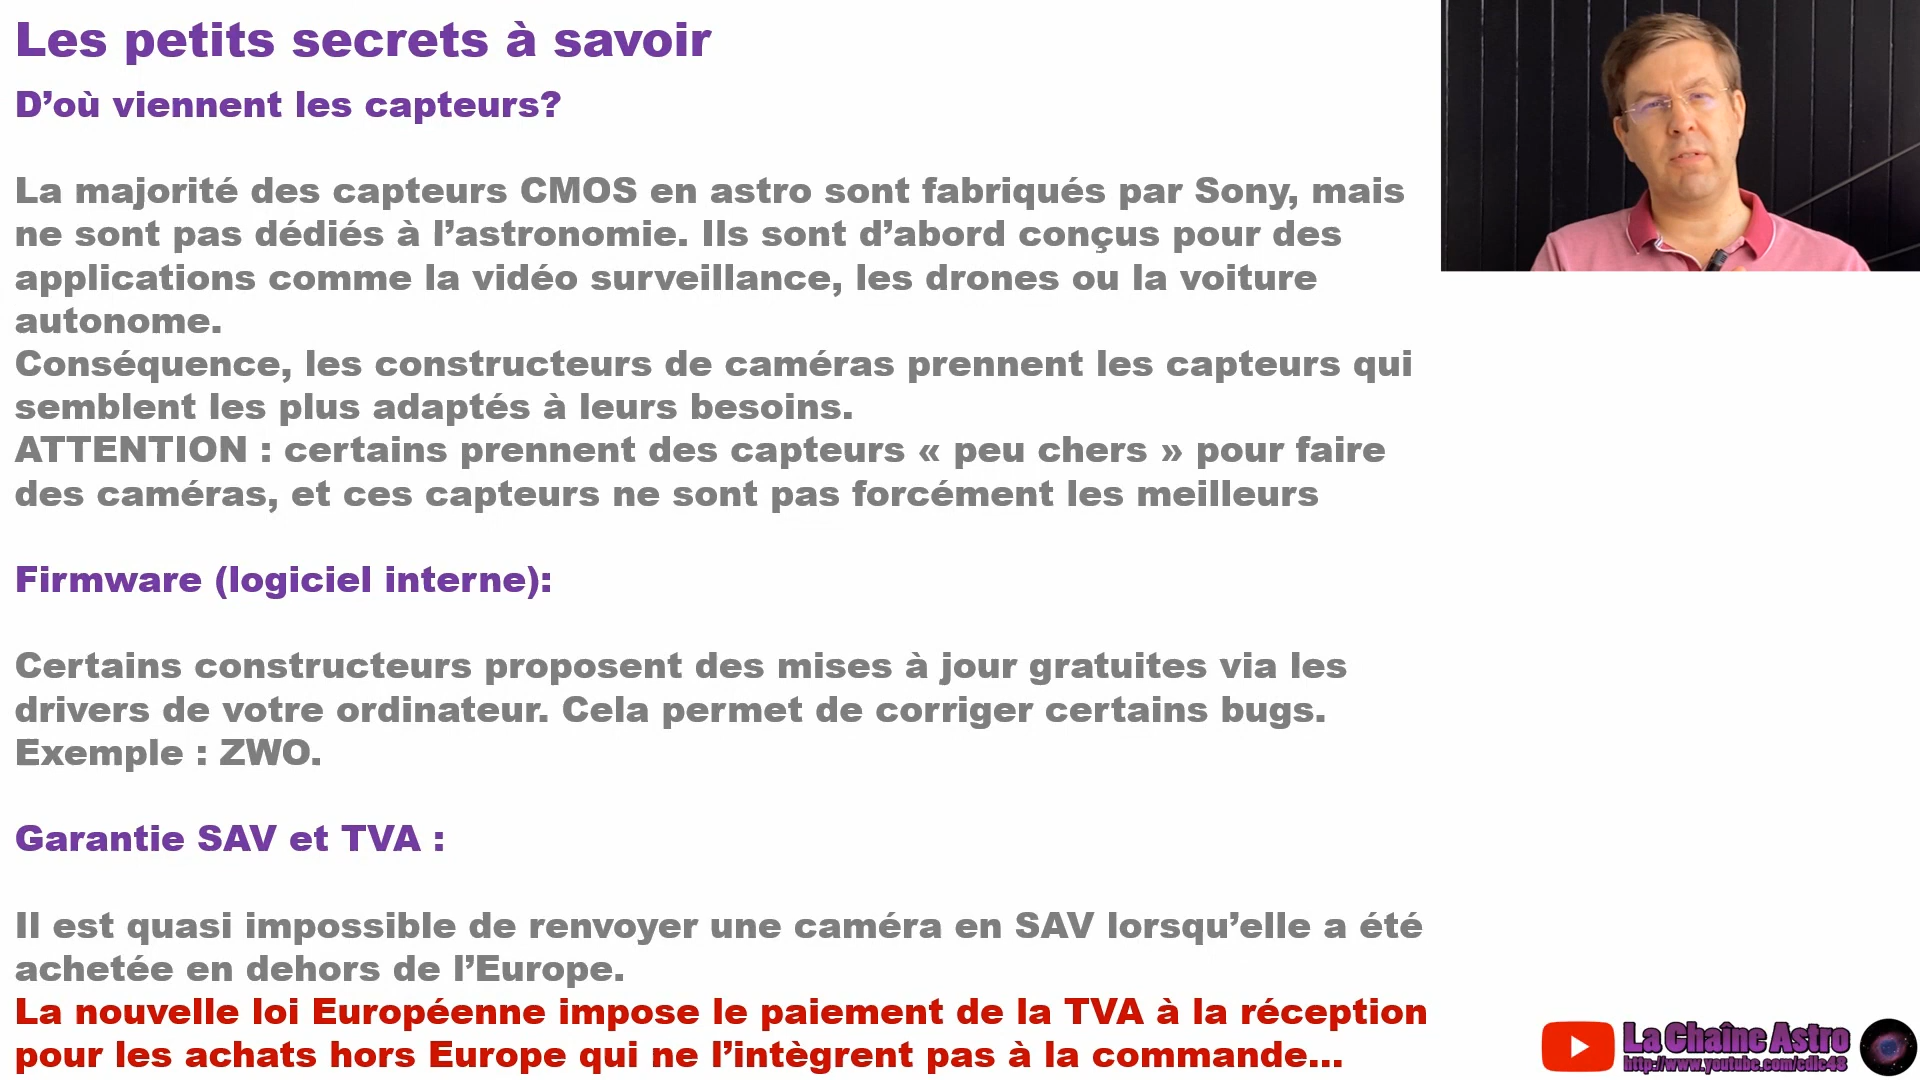 Les petits secrets à savoir
D’où viennent les capteurs?
La majorité des capteurs CMOS en astro sont fabriqués par Sony, mais
ne sont pas dédiés à l’astronomie. Ils sont d’abord conçus pour des
applications comme la vidéo surveillance, les drones ou la voiture
autonome.
Conséquence, les constructeurs de caméras prennent les capteurs qui
semblent les plus adaptés à leurs besoins.
ATTENTION : certains prennent des capteurs « peu chers » pour faire
des caméras, et ces capteurs ne sont pas forcément les meilleurs
Firmware (logiciel interne):
Certains constructeurs proposent des mises à jour gratuites via les
drivers de votre ordinateur. Cela permet de corriger certains bugs.
Exemple : ZWO.
Garantie SAV et TVA :
Il est quasi impossible de renvoyer une caméra en SAV lorsqu’elle a été
achetée en dehors de l’Europe.
La nouvelle loi Européenne impose le paiement de la TVA à la réception
pour les achats hors Europe qui ne l’intègrent pas à la commande...
La Chaîne Astro
http://www.youtube.com/cdlc48